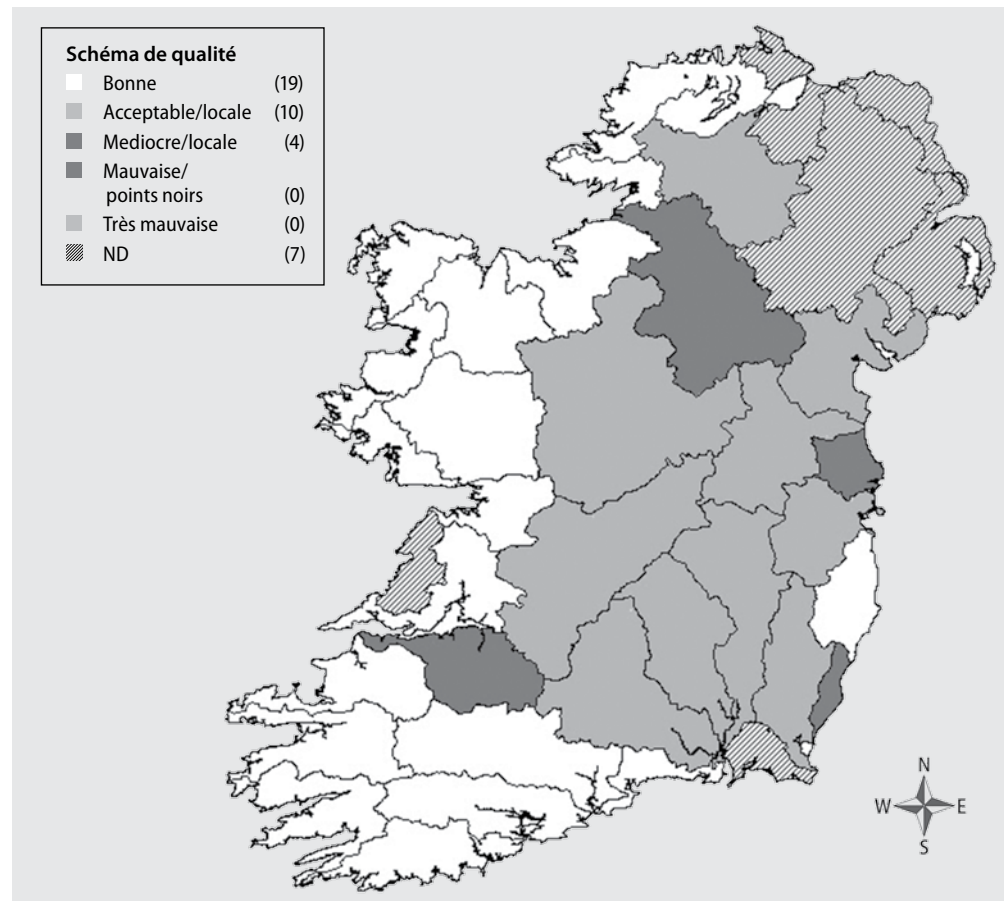 Schéma de qualité
Bonne (19)
Acceptable/locale (10)
Mediocre/locale (4)
Mauvaise/
points noirs (0)
Très mauvaise (0)
ND (7)
N
W E
S